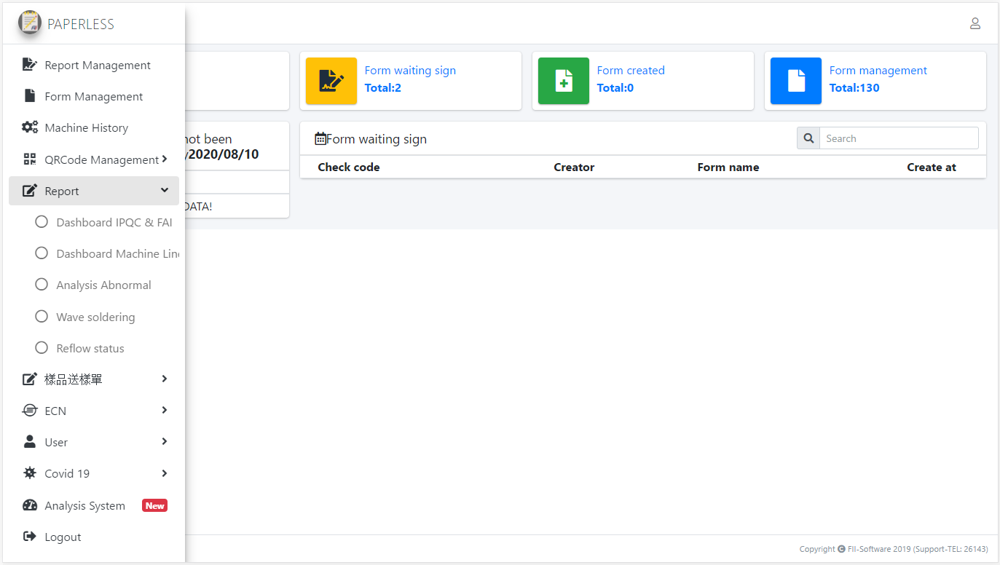 PAPERLESS
Report Management
Form Management
Machine History
QRCode Management
Report
Dashboard IPQC & FAI
Dashboard Machine Line
Analysis Abnormal
Wave soldering
Reflow status
樣品送樣單
ECN
User
Covid 19
Analysis System New
Logout
Form waiting sign
Total:2
Form created
Total:0
Form management
Total:130
not been
/2020/08/10
DATA!
Form waiting sign
Search
Check code Creator Form name Create at
Copyright © FII-Software 2019 (Support-TEL: 26143)